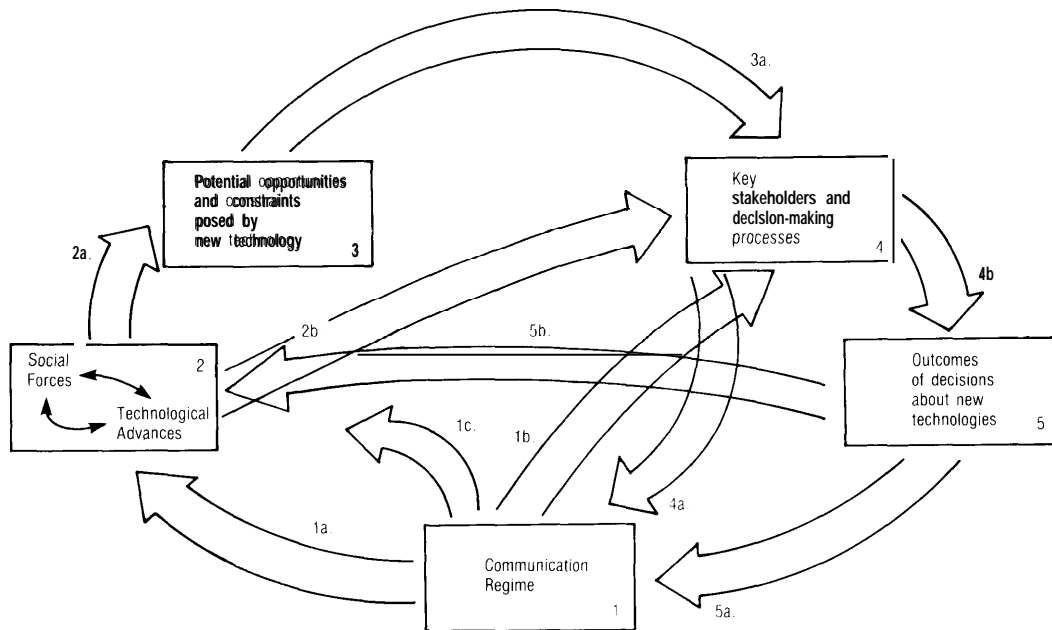 3a.
Potential opportunities
and constraints
posed by
new technology
3
Key
stakeholders and
decision-making
processes
4
2a.
4b
2b
5b.
Social
Forces
2
Technological
Advances
Outcomes
of decisions
about new
technologies
5
1c.
1b.
4a.
1a.
Communication
Regime
1
5a.